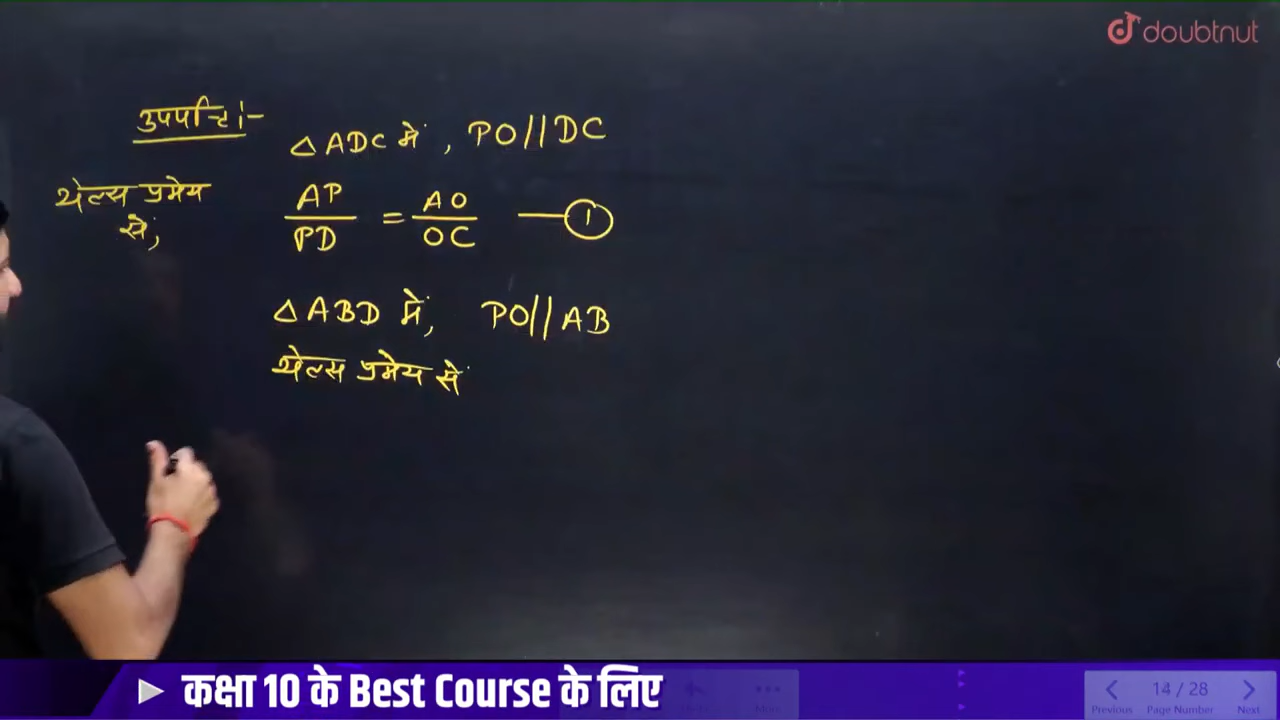 doubtnut
उपपत्ति:-
△ADC में, PO//DC
थेल्स प्रमेय से,
AP/PD = AO/OC —①
△ABD में, PO//AB
थेल्स प्रमेय से
कक्षा 10 के Best Course के लिए
14 / 28
Previous Page Number Next